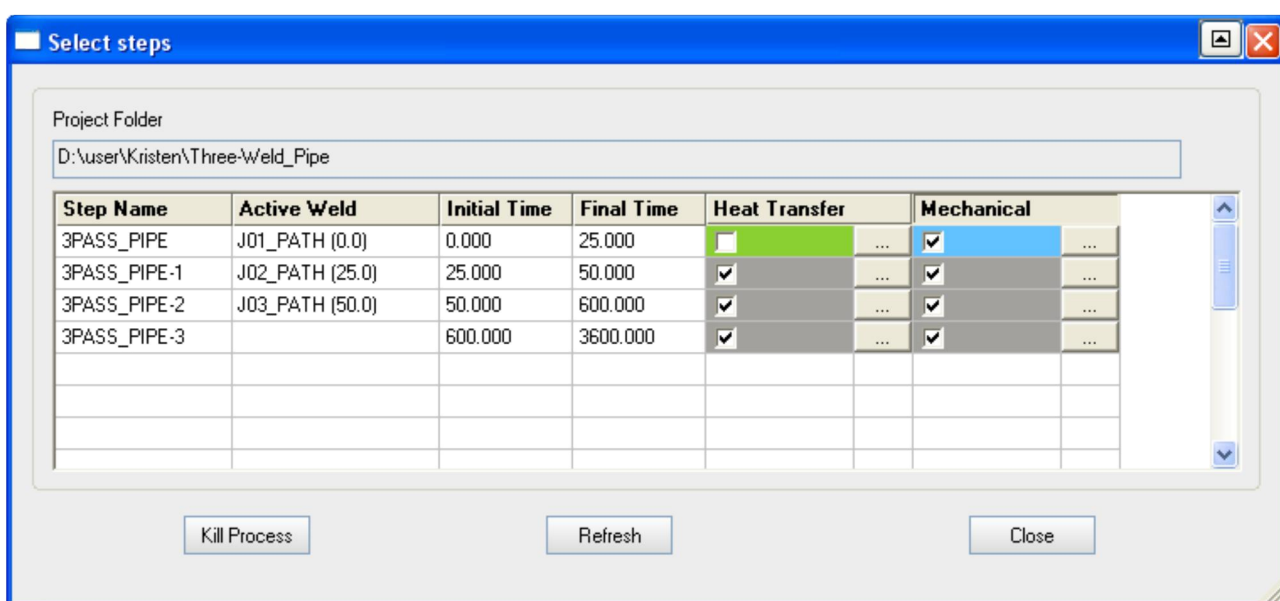 Select steps
Project Folder
D:\user\Kristen\Three-Weld_Pipe
Step Name Active Weld Initial Time Final Time Heat Transfer Mechanical
3PASS_PIPE J01_PATH (0.0) 0.000 25.000 ... ...
3PASS_PIPE-1 J02_PATH (25.0) 25.000 50.000 ... ...
3PASS_PIPE-2 J03_PATH (50.0) 50.000 600.000 ... ...
3PASS_PIPE-3 600.000 3600.000 ... ...
Kill Process Refresh Close